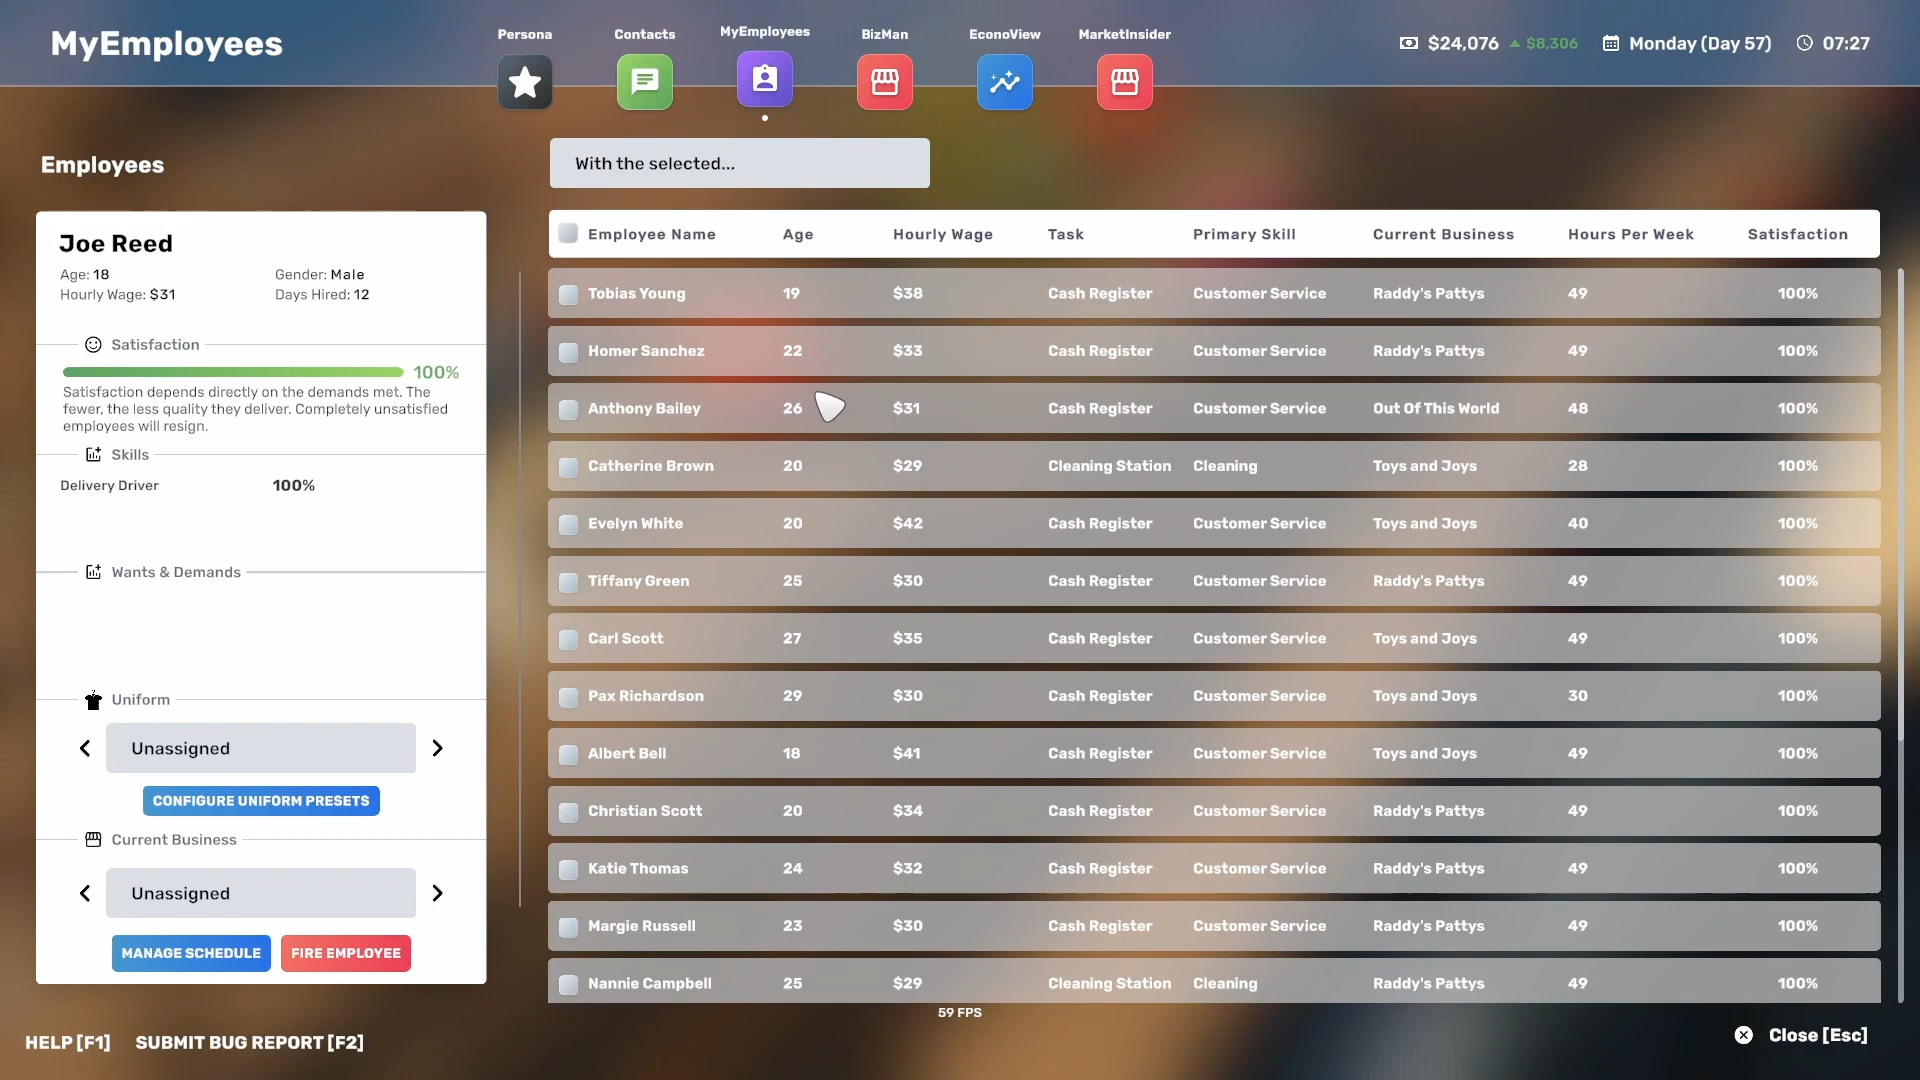 MyEmployees
Persona
Contacts
MyEmployees
BizMan
EconoView
MarketInsider
$24,076 $8,306 Monday (Day 57) 07:27
Employees
With the selected...
Joe Reed
Age: 18 Gender: Male
Hourly Wage: $31 Days Hired: 12
Satisfaction
100%
Satisfaction depends directly on the demands met. The
fewer, the less quality they deliver. Completely unsatisfied
employees will resign.
Skills
Delivery Driver 100%
Wants & Demands
Uniform
Unassigned
CONFIGURE UNIFORM PRESETS
Current Business
Unassigned
MANAGE SCHEDULE FIRE EMPLOYEE
Employee Name Age Hourly Wage Task Primary Skill Current Business Hours Per Week Satisfaction
Tobias Young 19 $38 Cash Register Customer Service Raddy's Pattys 49 100%
Homer Sanchez 22 $33 Cash Register Customer Service Raddy's Pattys 49 100%
Anthony Bailey 26 $31 Cash Register Customer Service Out Of This World 48 100%
Catherine Brown 20 $29 Cleaning Station Cleaning Toys and Joys 28 100%
Evelyn White 20 $42 Cash Register Customer Service Toys and Joys 40 100%
Tiffany Green 25 $30 Cash Register Customer Service Raddy's Pattys 49 100%
Carl Scott 27 $35 Cash Register Customer Service Toys and Joys 49 100%
Pax Richardson 29 $30 Cash Register Customer Service Toys and Joys 30 100%
Albert Bell 18 $41 Cash Register Customer Service Toys and Joys 49 100%
Christian Scott 20 $34 Cash Register Customer Service Raddy's Pattys 49 100%
Katie Thomas 24 $32 Cash Register Customer Service Raddy's Pattys 49 100%
Margie Russell 23 $30 Cash Register Customer Service Raddy's Pattys 49 100%
Nannie Campbell 25 $29 Cleaning Station Cleaning Raddy's Pattys 49 100%
59 FPS
HELP [F1] SUBMIT BUG REPORT [F2]
Close [Esc]